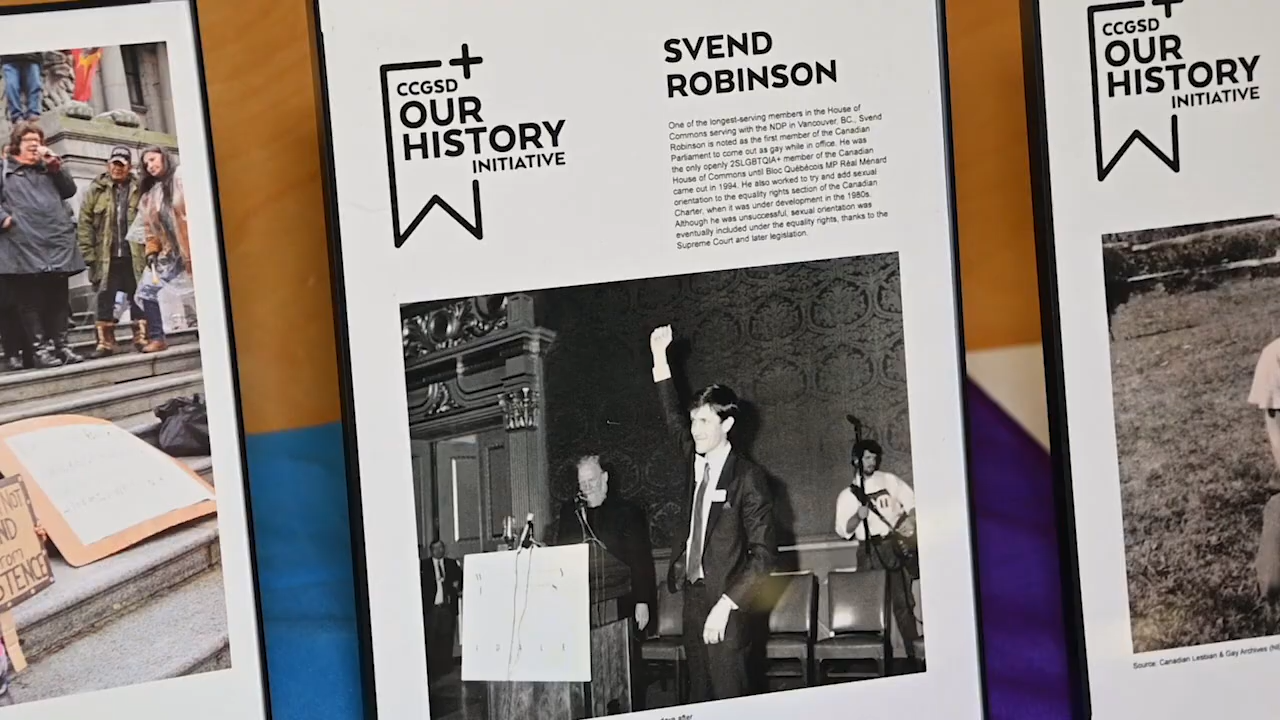 CCGSD
OUR
HISTORY
INITIATIVE
SVEND
ROBINSON
One of the longest-serving members in the House of
Commons serving with the NDP in Vancouver, BC., Svend
Robinson is noted as the first member of the Canadian
Parliament to come out as gay while in office. He was
the only openly 2SLGBTQIA+ member of the Canadian
House of Commons until Bloc Québécois MP Réal Ménard
came out in 1994. He also worked to try and add sexual
orientation to the equality rights section of the Canadian
Charter, when it was under development in the 1980s.
Although he was unsuccessful, sexual orientation was
eventually included under the equality rights, thanks to the
Supreme Court and later legislation.
after
CCGSD
OUR
HISTORY
INITIATIVE
Source: Canadian Lesbian & Gay Archives
NOT
from